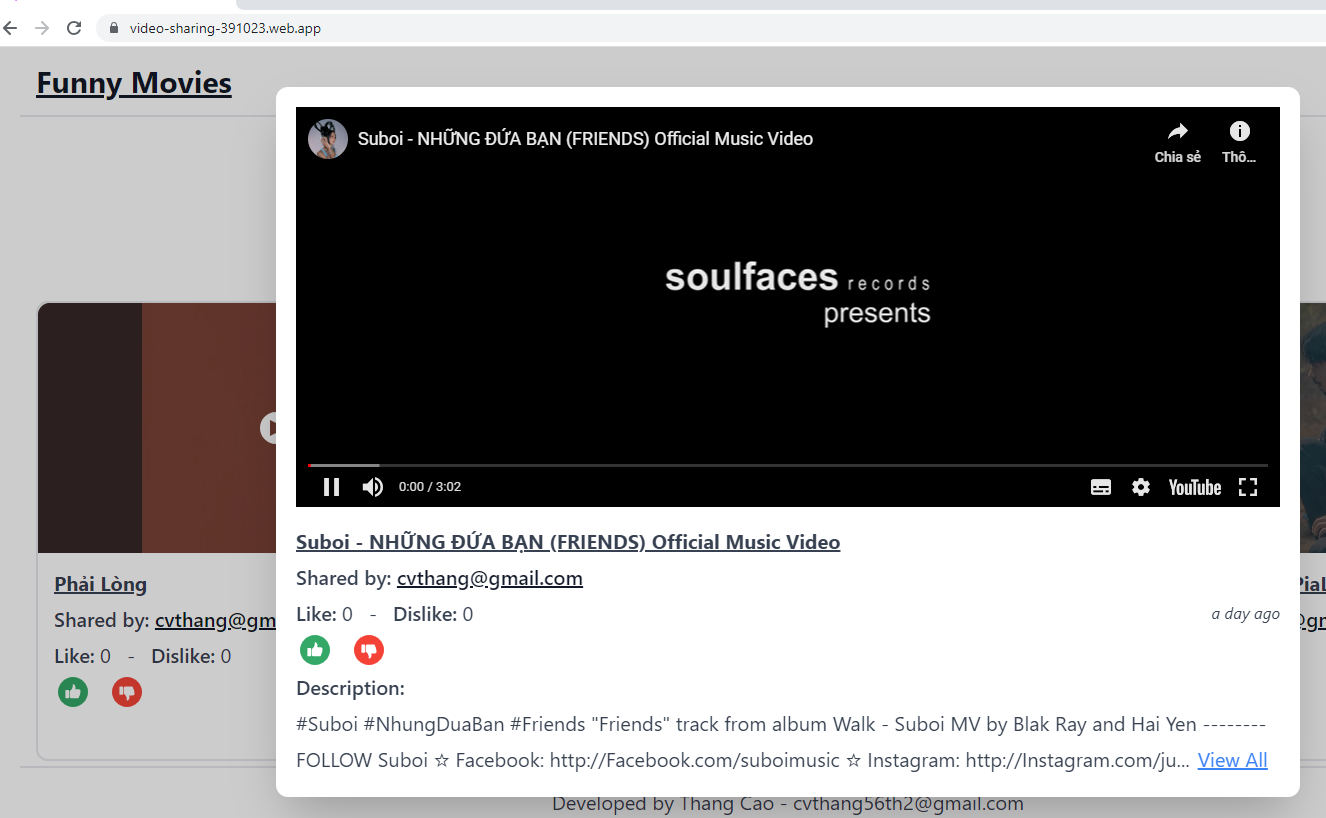 video-sharing-391023.web.app
Funny Movies
Suboi - NHỮNG ĐỨA BẠN (FRIENDS) Official Music Video
Chia sẻ
Thô...
soulfaces records
presents
0:00 / 3:02
YouTube
Suboi - NHỮNG ĐỨA BẠN (FRIENDS) Official Music Video
Shared by: cvthang@gmail.com
Like: 0 - Dislike: 0
a day ago
Description:
#Suboi #NhungDuaBan #Friends "Friends" track from album Walk - Suboi MV by Blak Ray and Hai Yen --------
FOLLOW Suboi ☆ Facebook: http://Facebook.com/suboimusic ☆ Instagram: http://Instagram.com/ju... View All
Phải Lòng
Shared by: cvthang@gm
Like: 0 - Dislike: 0
Developed by Thang Cao - cvthang56th2@gmail.com